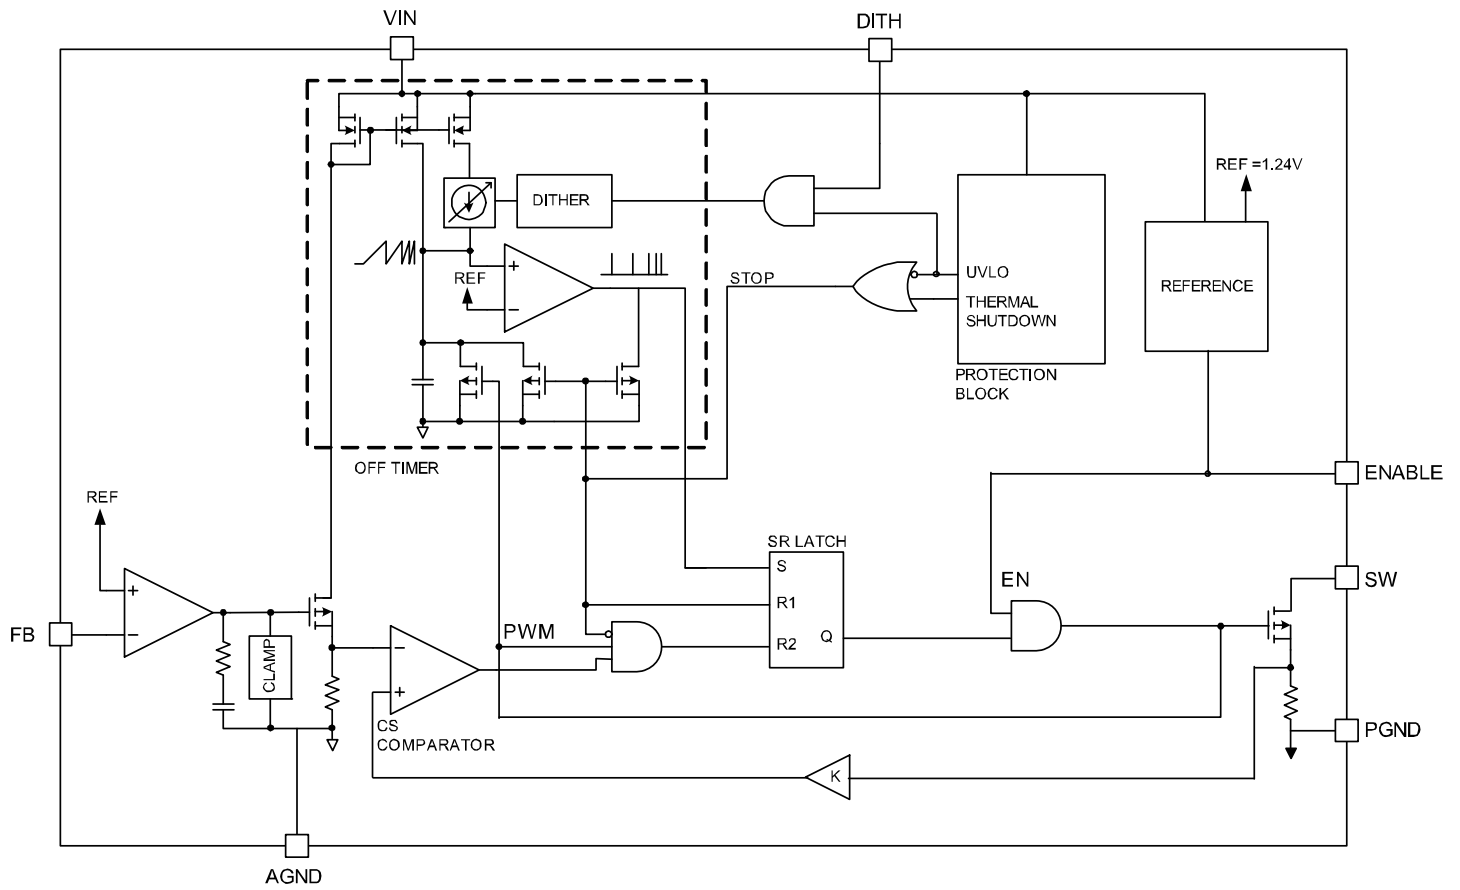 VIN
DITH
REF =1.24V
DITHER
UVLO
REF
+
−
STOP
THERMAL
SHUTDOWN
REFERENCE
PROTECTION
BLOCK
OFF TIMER
ENABLE
REF
SR LATCH
S
EN
SW
+
R1
FB
−
PWM
Q
R2
CLAMP
−
+
CS
COMPARATOR
PGND
K
AGND